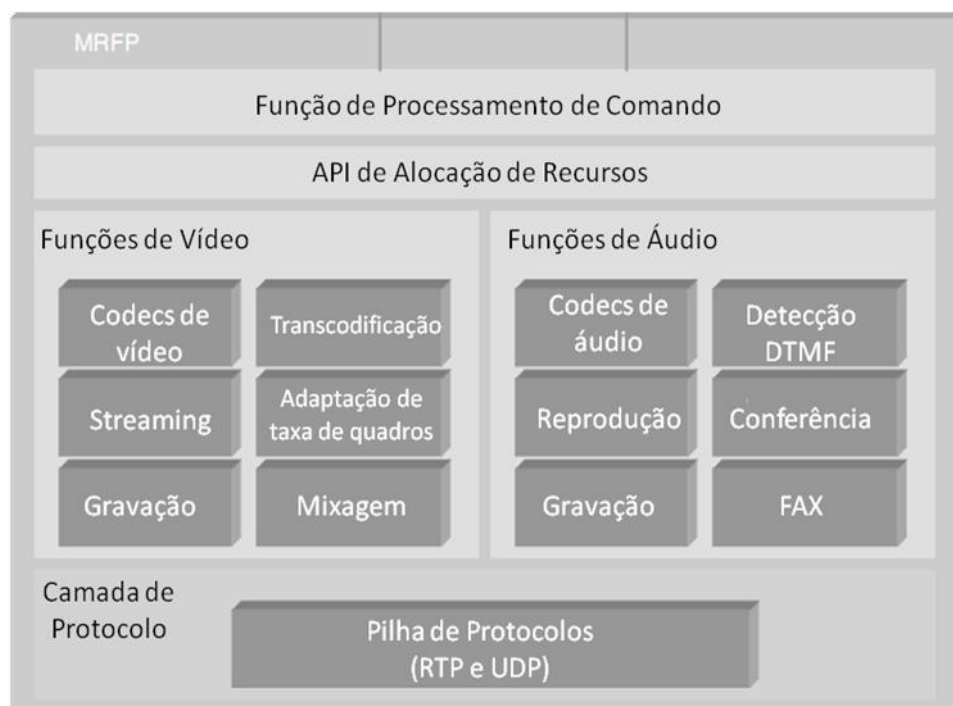 MRFP
Função de Processamento de Comando
API de Alocação de Recursos
Funções de Vídeo
Codecs de
vídeo
Transcodificação
Streaming
Adaptação de
taxa de quadros
Gravação
Mixagem
Funções de Áudio
Codecs de
áudio
Detecção
DTMF
Reprodução
Conferência
Gravação
FAX
Camada de
Protocolo
Pilha de Protocolos
(RTP e UDP)